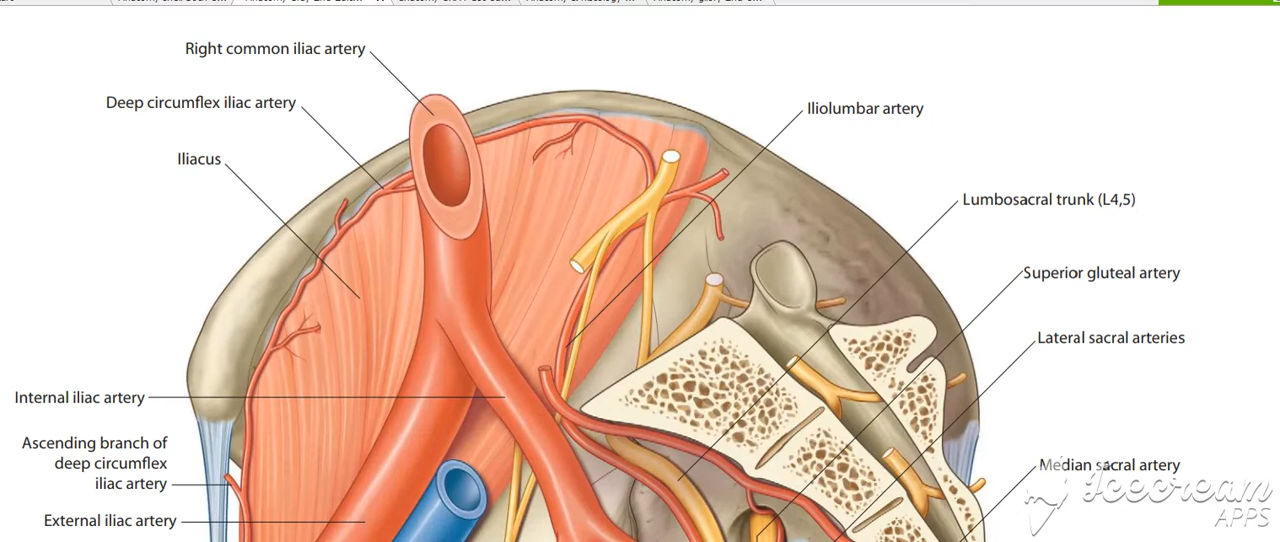 Right common iliac artery
Deep circumflex iliac artery
Iliolumbar artery
Iliacus
Lumbosacral trunk (L4,5)
Superior gluteal artery
Lateral sacral arteries
Internal iliac artery
Ascending branch of
deep circumflex
iliac artery
Median sacral artery
External iliac artery
Icecream
APPS